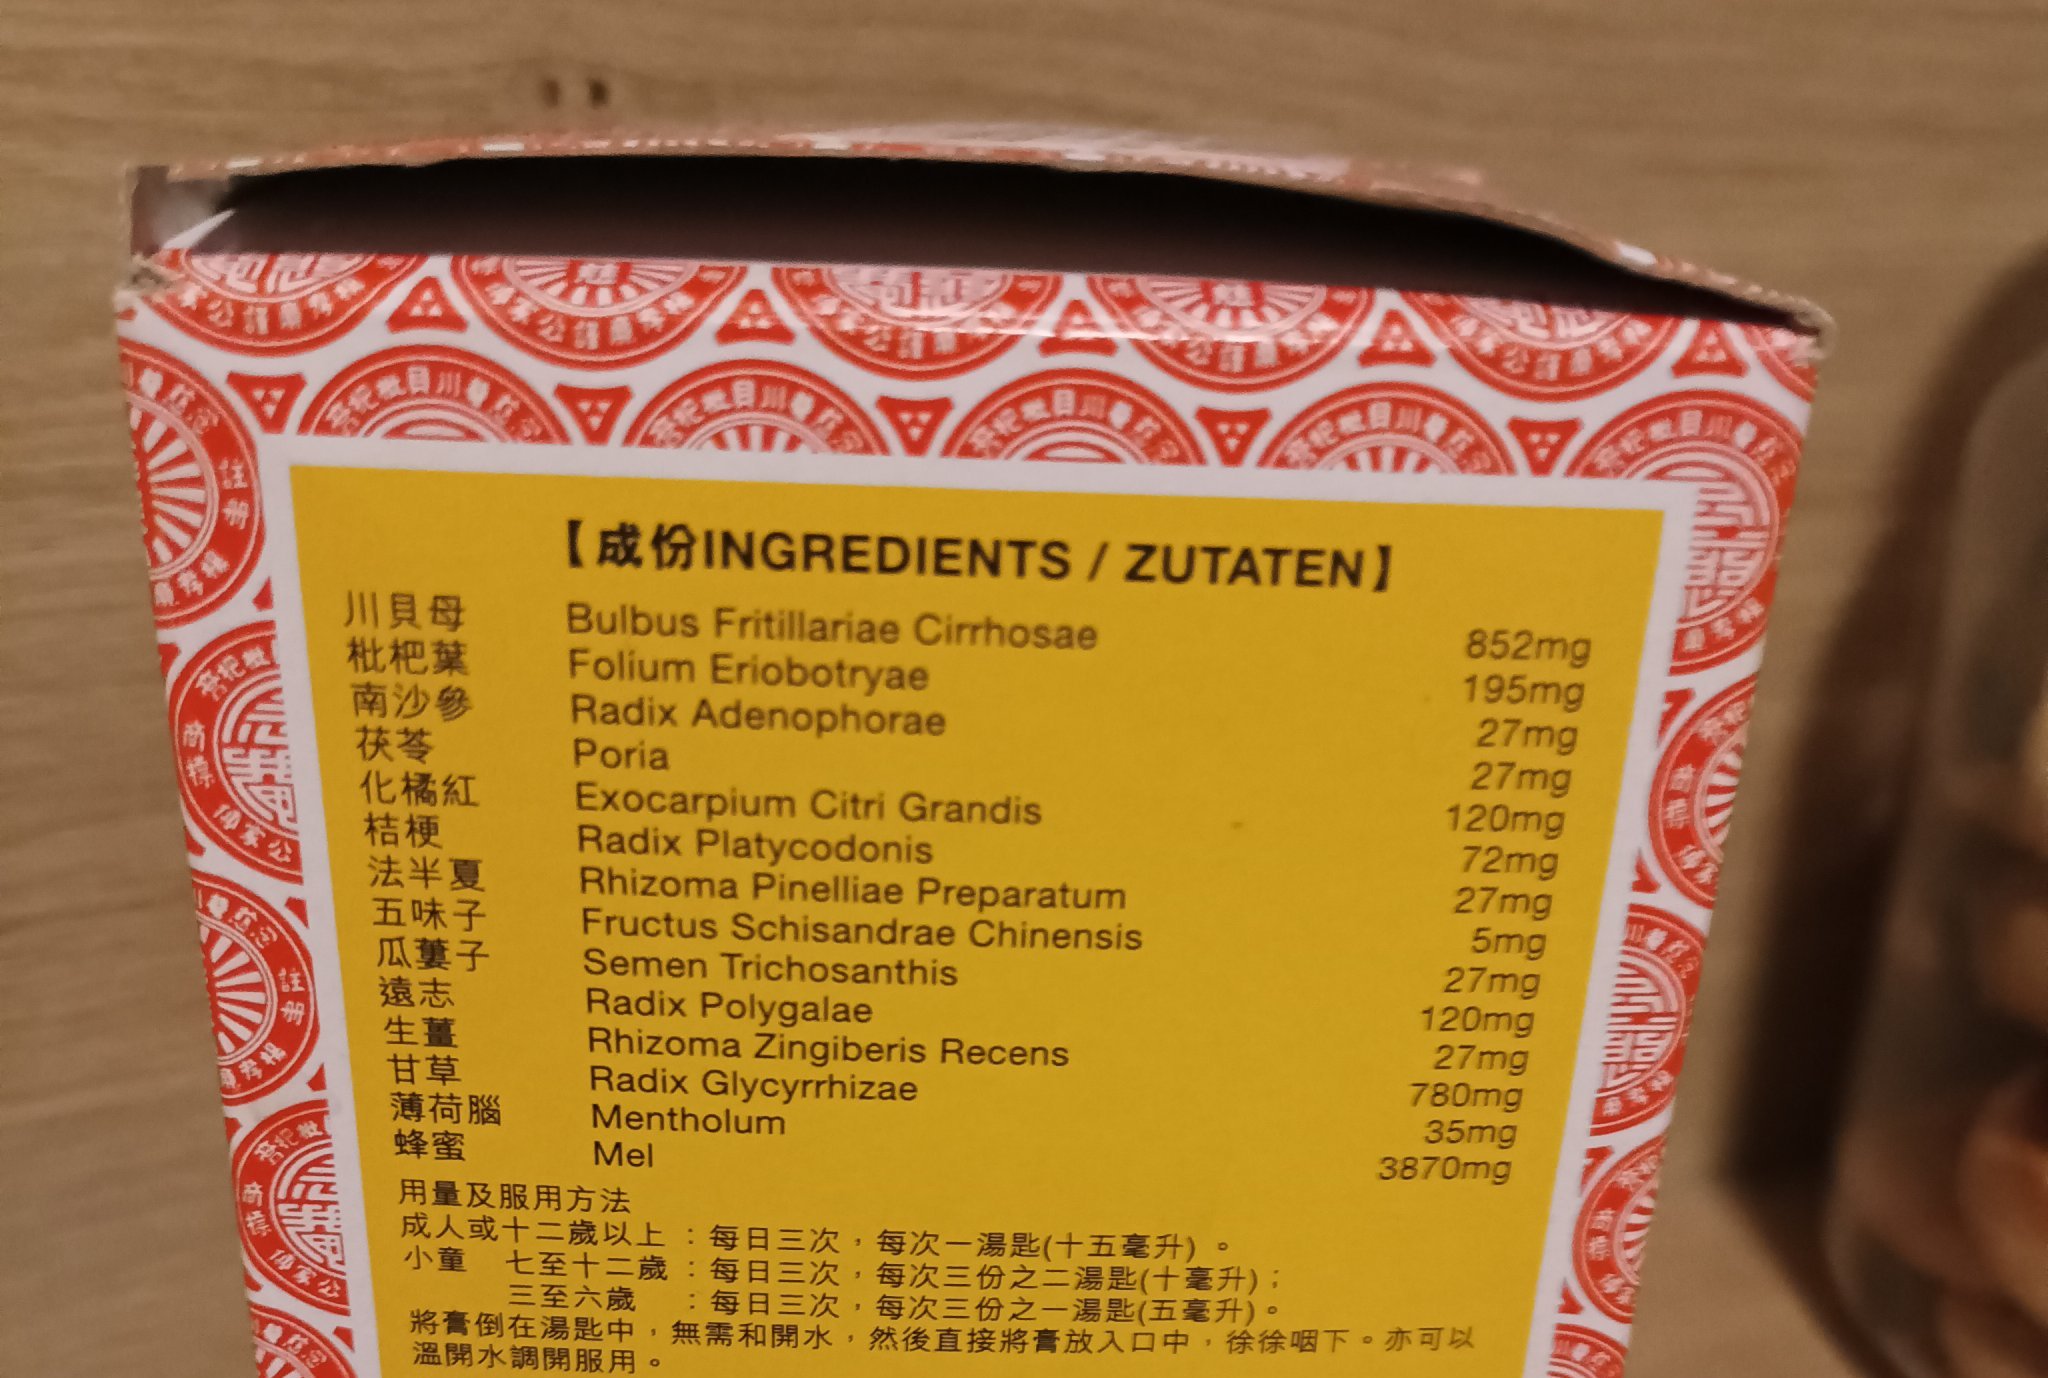 【成份INGREDIENTS / ZUTATEN】
川貝母 Bulbus Fritillariae Cirrhosae 852mg
枇杷葉 Folium Eriobotryae 195mg
南沙參 Radix Adenophorae 27mg
茯苓 Poria 27mg
化橘紅 Exocarpium Citri Grandis 120mg
桔梗 Radix Platycodonis 72mg
法半夏 Rhizoma Pinelliae Preparatum 27mg
五味子 Fructus Schisandrae Chinensis 5mg
瓜蔞子 Semen Trichosanthis 27mg
遠志 Radix Polygalae 120mg
生薑 Rhizoma Zingiberis Recens 27mg
甘草 Radix Glycyrrhizae 780mg
薄荷腦 Mentholum 35mg
蜂蜜 Mel 3870mg
用量及服用方法
成人或十二歲以上：每日三次，每次一湯匙(十五毫升) 。
小童 七至十二歲：每日三次，每次三份之二湯匙(十毫升)；
三至六歲 ：每日三次，每次三份之一湯匙(五毫升)。
將膏倒在湯匙中，無需和開水，然後直接將膏放入口中，徐徐咽下。亦可以
溫開水調開服用。